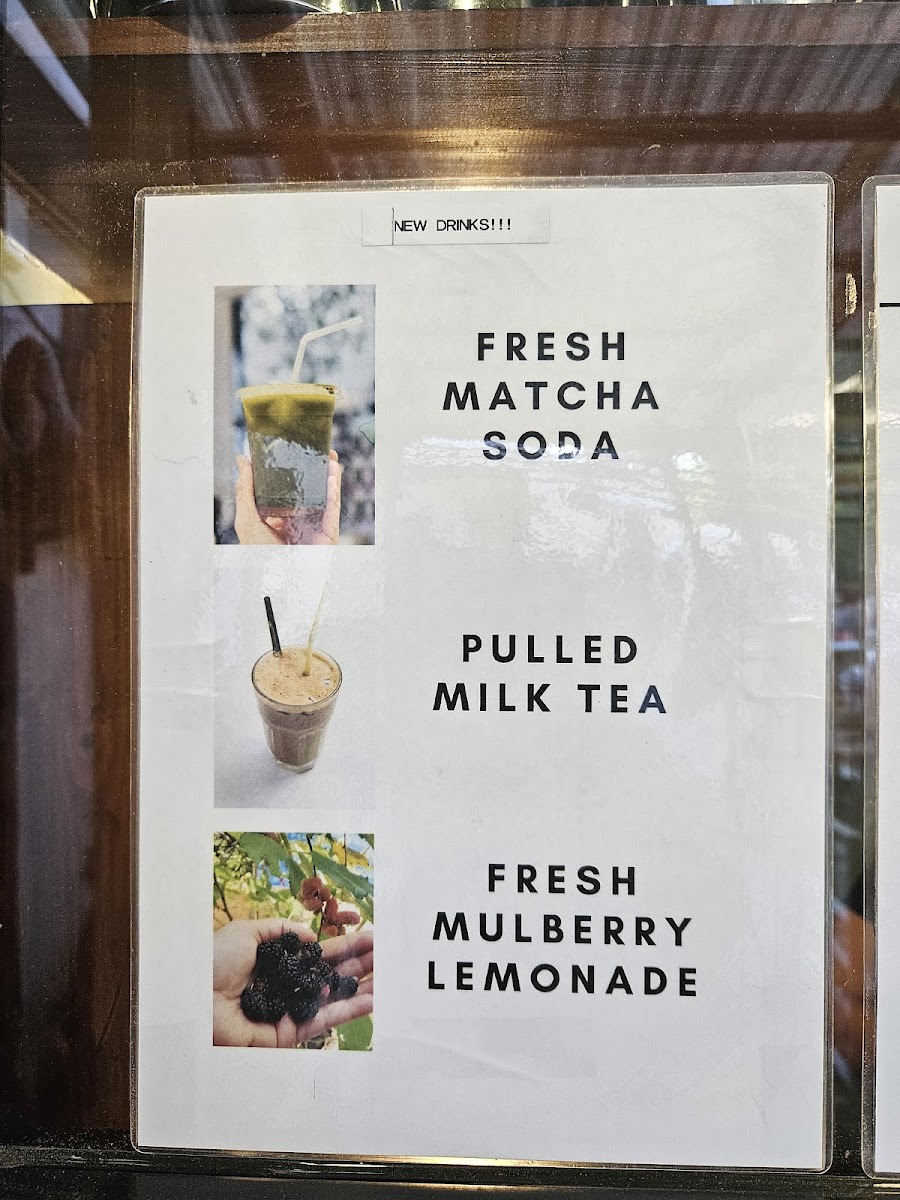 NEW DRINKS!!!
FRESH
MATCHA
SODA
PULLED
MILK TEA
FRESH
MULBERRY
LEMONADE